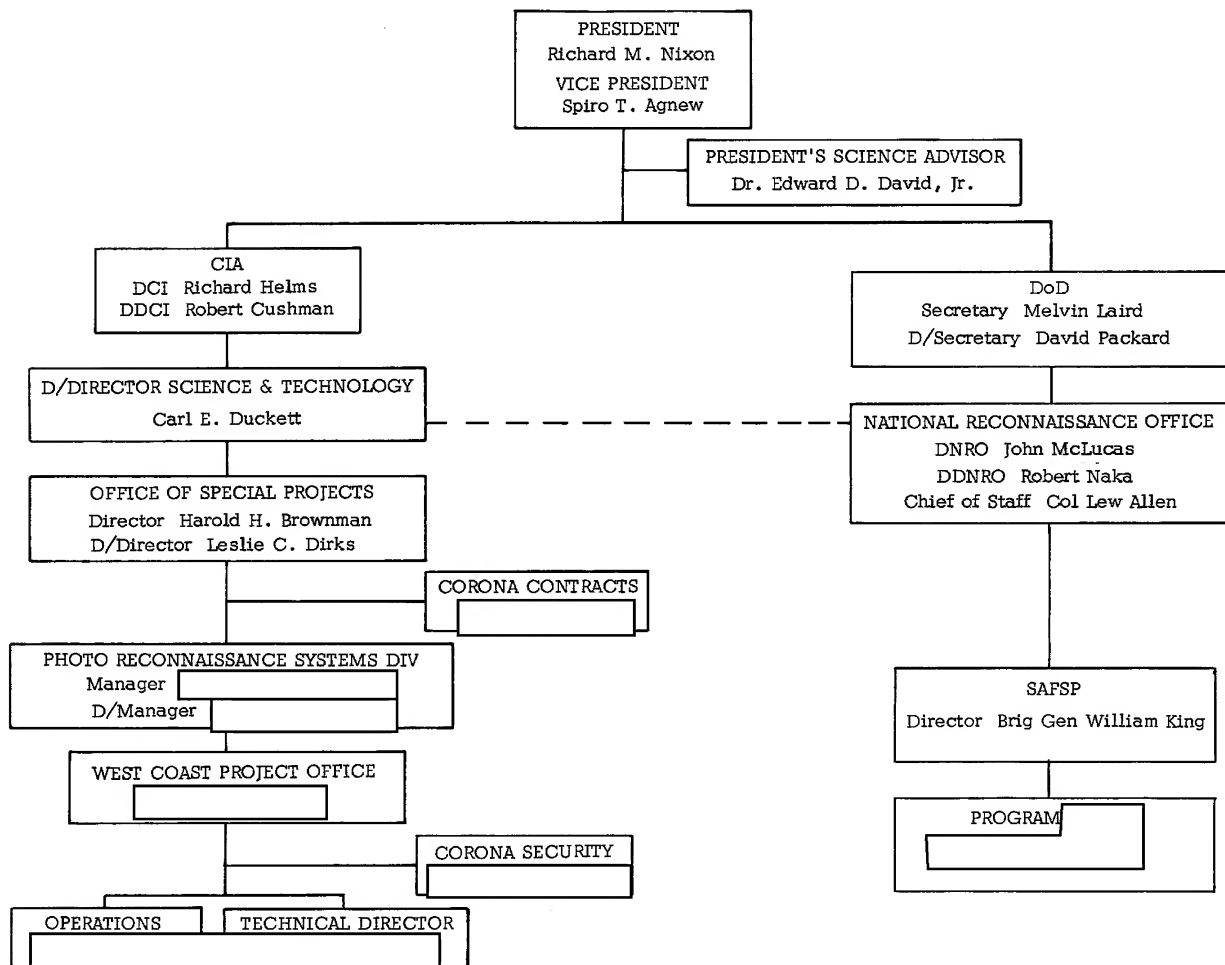 PRESIDENT
Richard M. Nixon
VICE PRESIDENT
Spiro T. Agnew
PRESIDENT'S SCIENCE ADVISOR
Dr. Edward D. David, Jr.
CIA
DCI Richard Helms
DDCI Robert Cushman
DoD
Secretary Melvin Laird
D/Secretary David Packard
D/DIRECTOR SCIENCE & TECHNOLOGY
Carl E. Duckett
NATIONAL RECONNAISSANCE OFFICE
DNRO John McLucas
DDNRO Robert Naka
Chief of Staff Col Lew Allen
OFFICE OF SPECIAL PROJECTS
Director Harold H. Brownman
D/Director Leslie C. Dirks
CORONA CONTRACTS
PHOTO RECONNAISSANCE SYSTEMS DIV
Manager
D/Manager
SAFSP
Director Brig Gen William King
WEST COAST PROJECT OFFICE
PROGRAM
CORONA SECURITY
OPERATIONS
TECHNICAL DIRECTOR